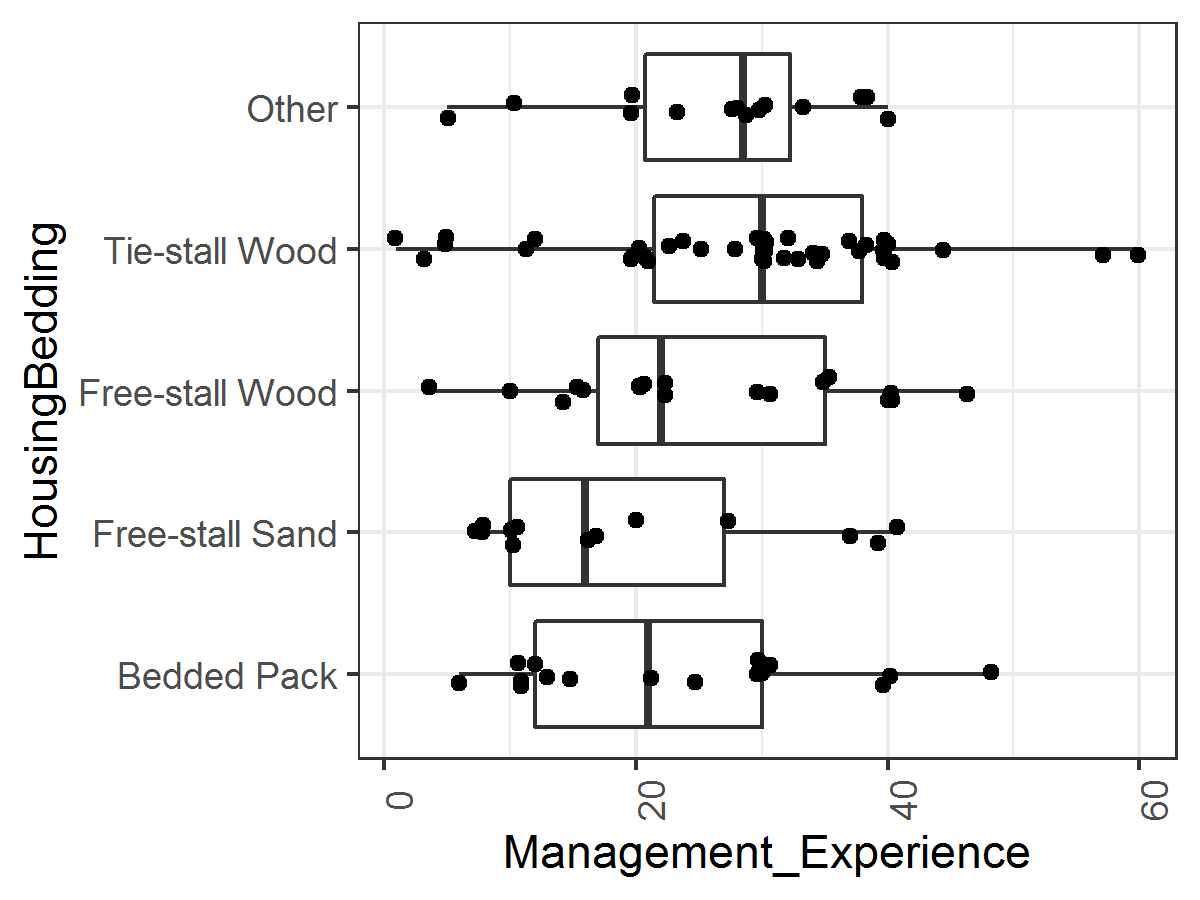 HousingBedding
Other
Tie-stall Wood
Free-stall Wood
Free-stall Sand
Bedded Pack
0
20
40
60
Management_Experience